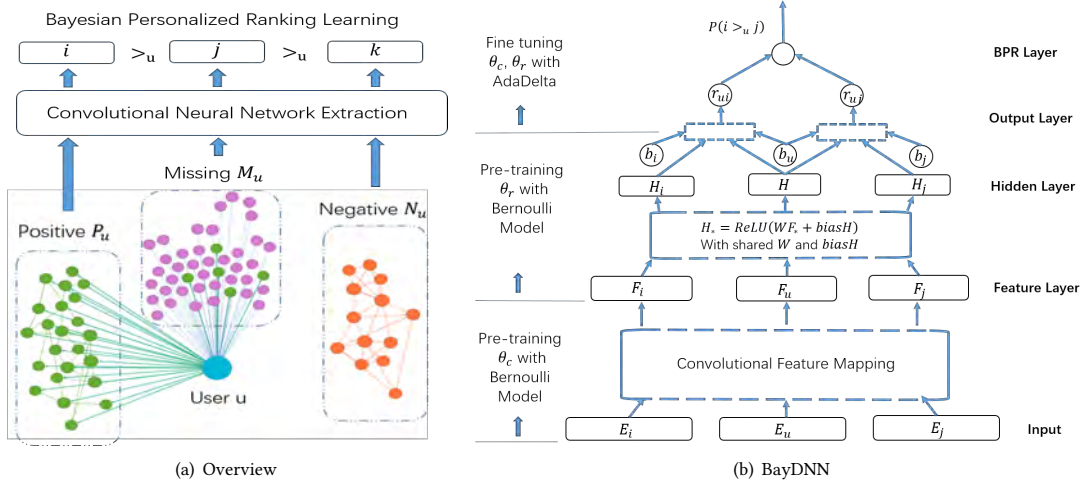 Bayesian Personalized Ranking Learning
i >u j >u k
Convolutional Neural Network Extraction
Missing Mu
Negative Nu
Positive Pu
User u
(a) Overview
P(i >u j)
Fine tuning
θc, θr with
AdaDelta
BPR Layer
rui ruj
Output Layer
bi bu bj
Pre-training
θr with
Bernoulli
Model
Hi H Hj
Hidden Layer
H* = ReLU(WF* + biasH)
With shared W and biasH
Fi Fu Fj
Feature Layer
Pre-training
θc with
Bernoulli
Model
Convolutional Feature Mapping
Ei Eu Ej
Input
(b) BayDNN